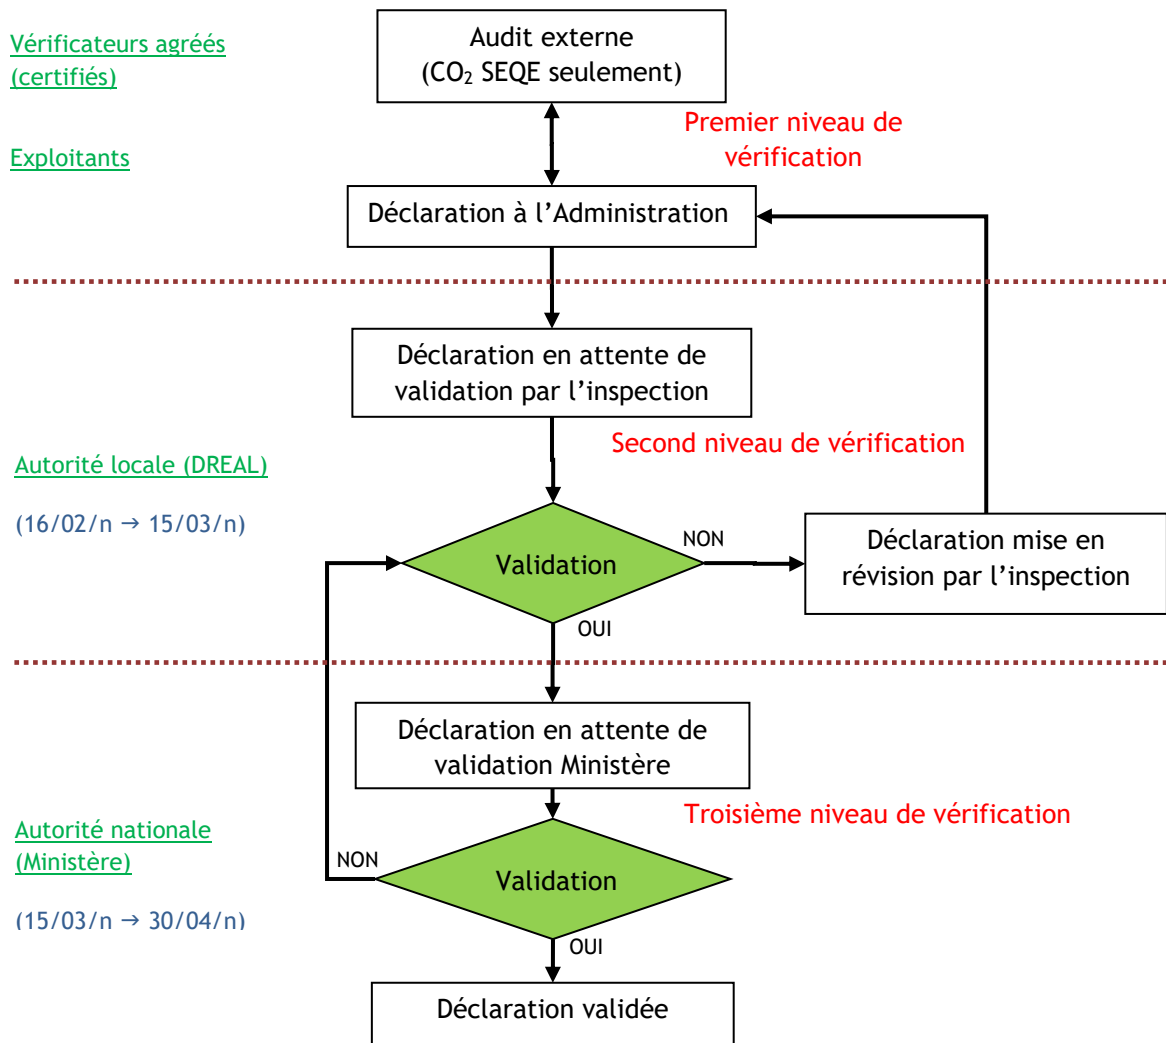 Vérificateurs agréés
(certifiés)
Audit externe
(CO₂ SEQE seulement)
Premier niveau de
vérification
Exploitants
Déclaration à l’Administration
Déclaration en attente de
validation par l’inspection
Second niveau de vérification
Autorité locale (DREAL)
(16/02/n → 15/03/n)
Validation
NON
Déclaration mise en
révision par l’inspection
OUI
Déclaration en attente de
validation Ministère
Troisième niveau de vérification
Autorité nationale
(Ministère)
NON
Validation
(15/03/n → 30/04/n)
OUI
Déclaration validée